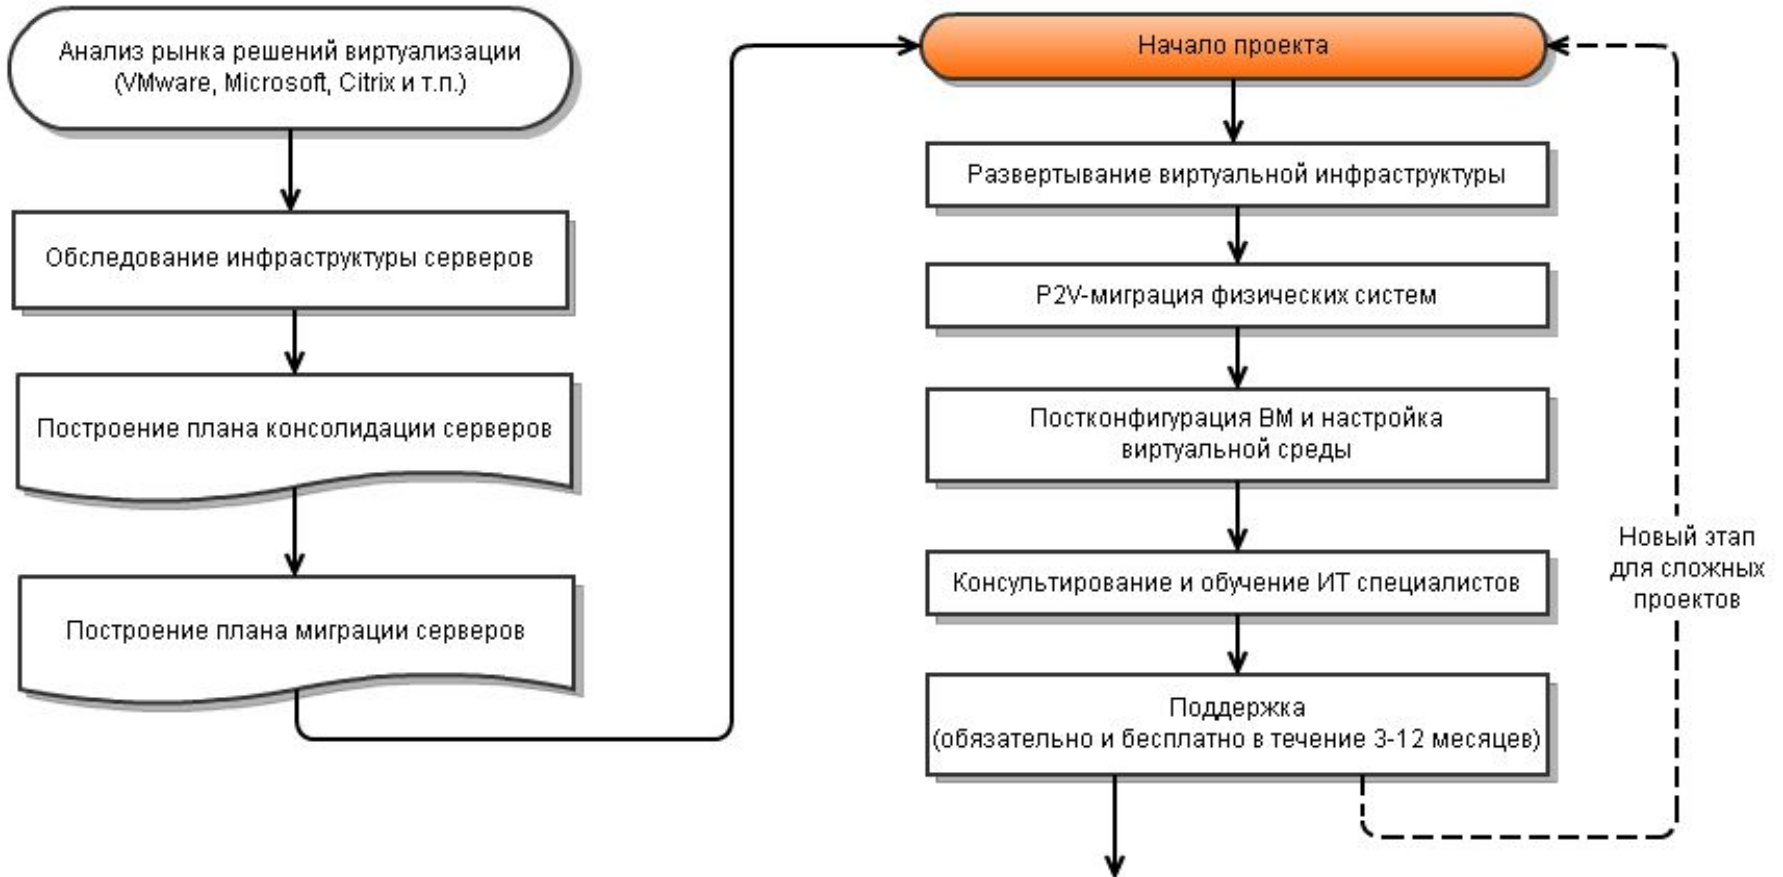 Анализ рынка решений виртуализации
(VMware, Microsoft, Citrix и т.п.)
Обследование инфраструктуры серверов
Построение плана консолидации серверов
Построение плана миграции серверов
Начало проекта
Развертывание виртуальной инфраструктуры
P2V-миграция физических систем
Постконфигурация ВМ и настройка
виртуальной среды
Консультирование и обучение ИТ специалистов
Поддержка
(обязательно и бесплатно в течение 3-12 месяцев)
Новый этап
для сложных
проектов